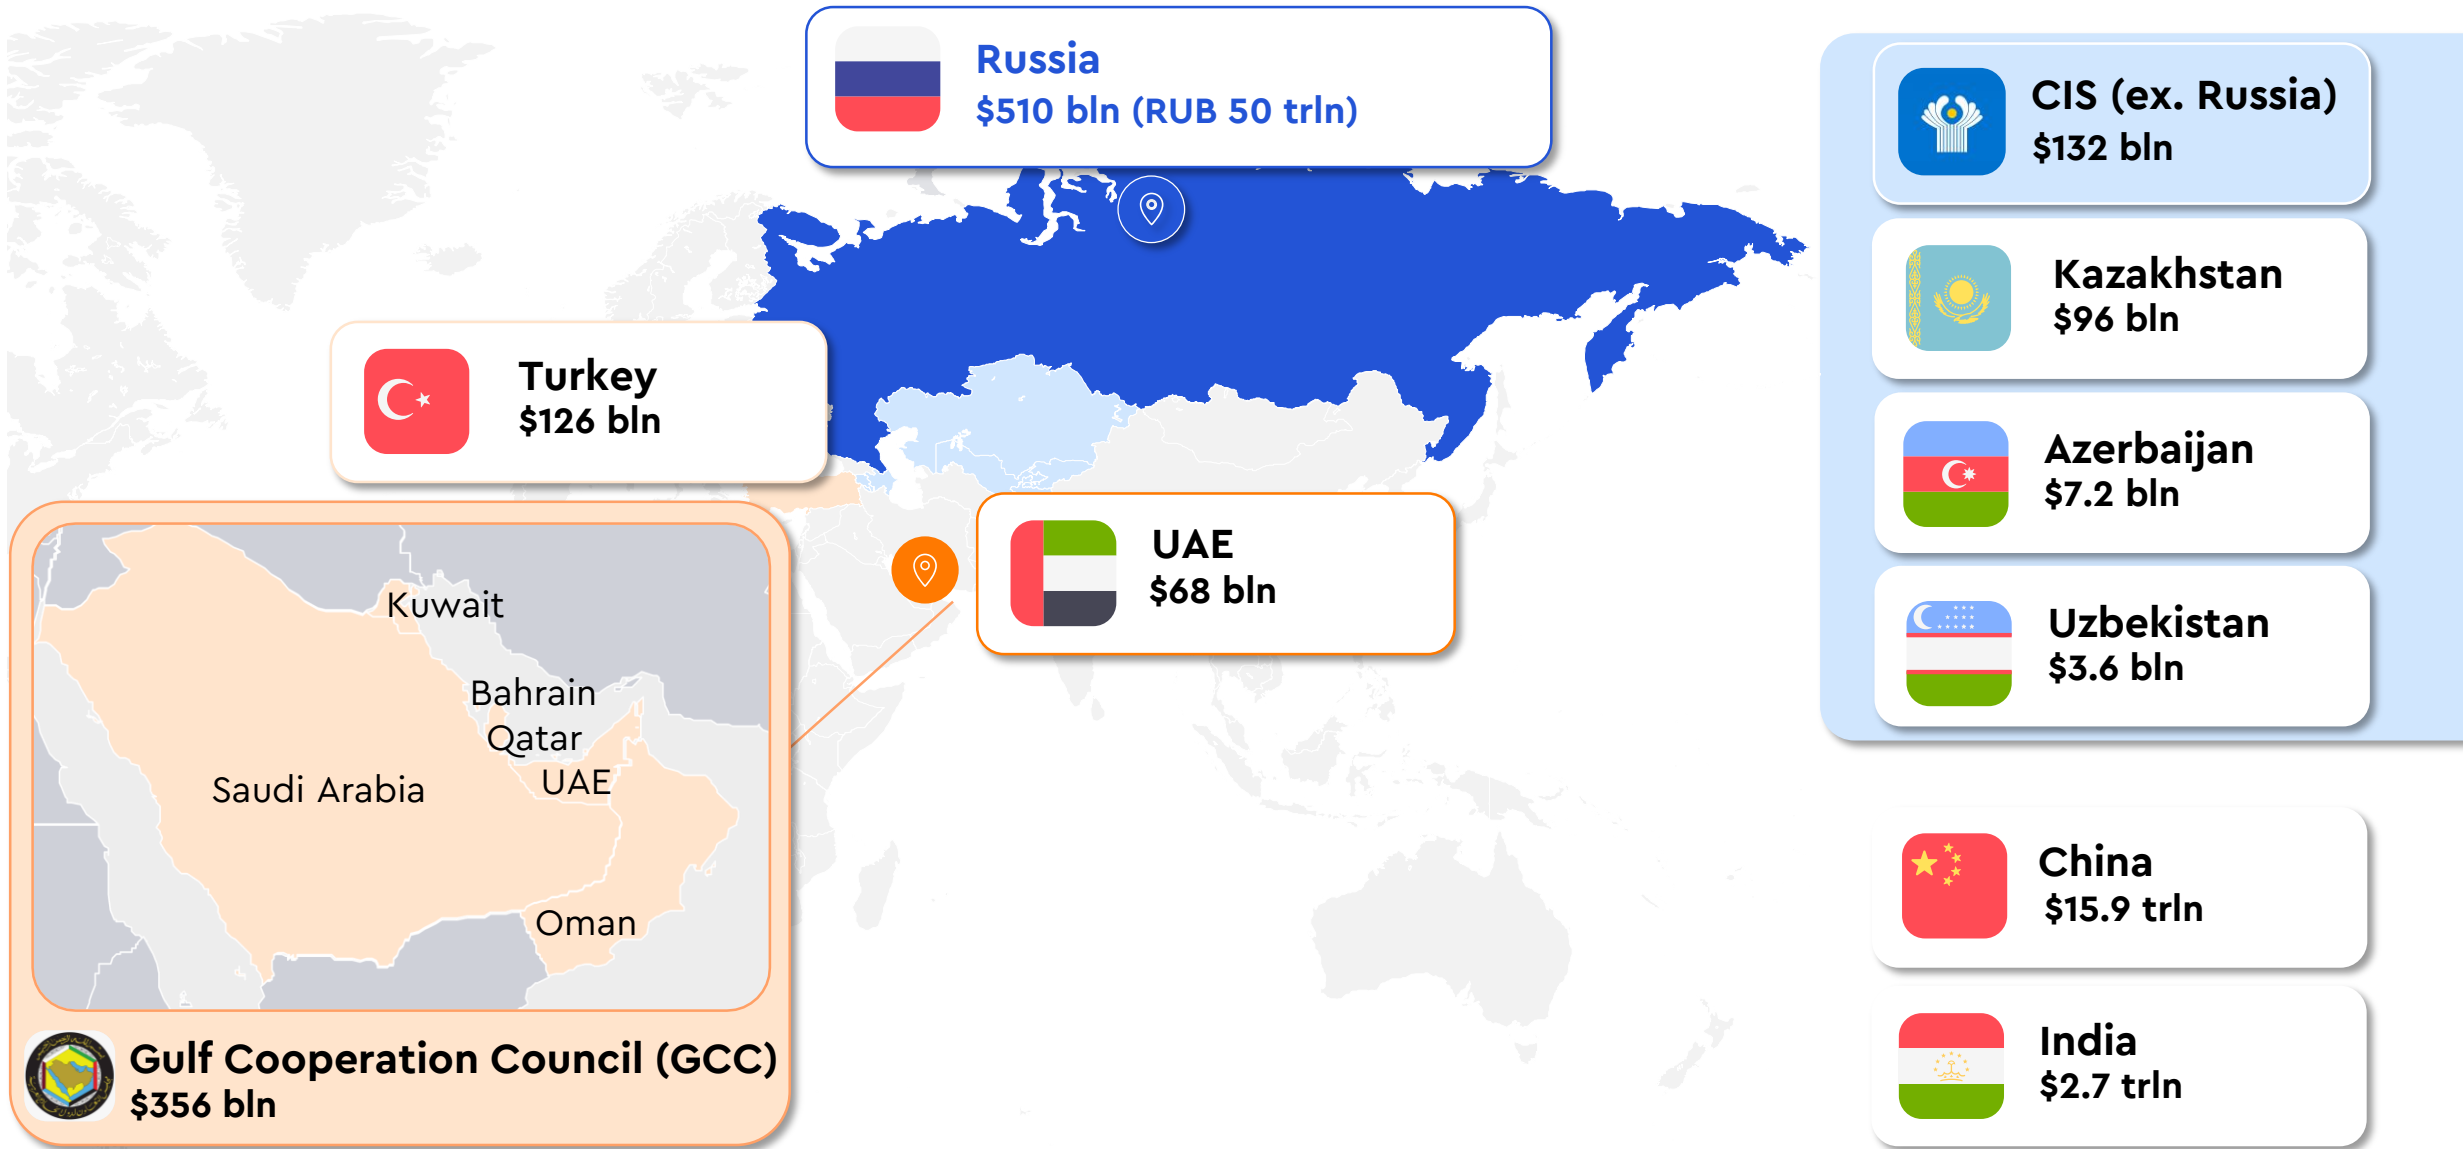 Russia
$510 bln (RUB 50 trln)
CIS (ex. Russia)
$132 bln
Kazakhstan
$96 bln
Azerbaijan
$7.2 bln
Uzbekistan
$3.6 bln
Turkey
$126 bln
UAE
$68 bln
Kuwait
Bahrain
Qatar
UAE
Saudi Arabia
Oman
Gulf Cooperation Council (GCC)
$356 bln
China
$15.9 trln
India
$2.7 trln